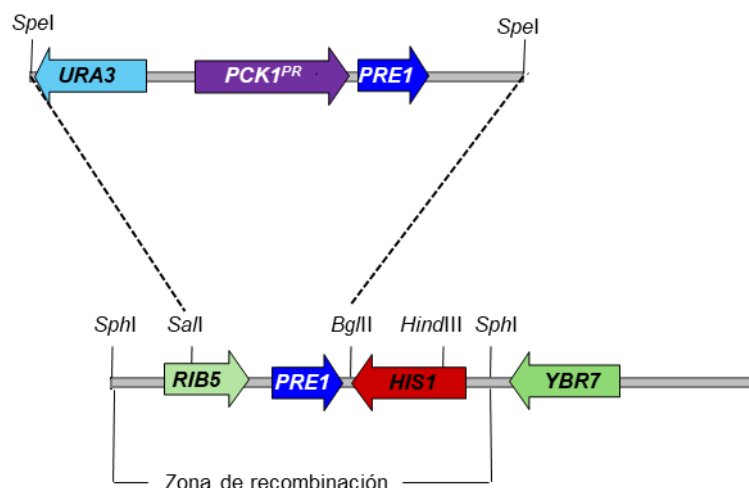 SpeI SpeI
URA3 PCK1ᴾᴿ PRE1
SphI SalI BglII HindIII SphI
RIB5 PRE1 HIS1 YBR7
Zona de recombinación